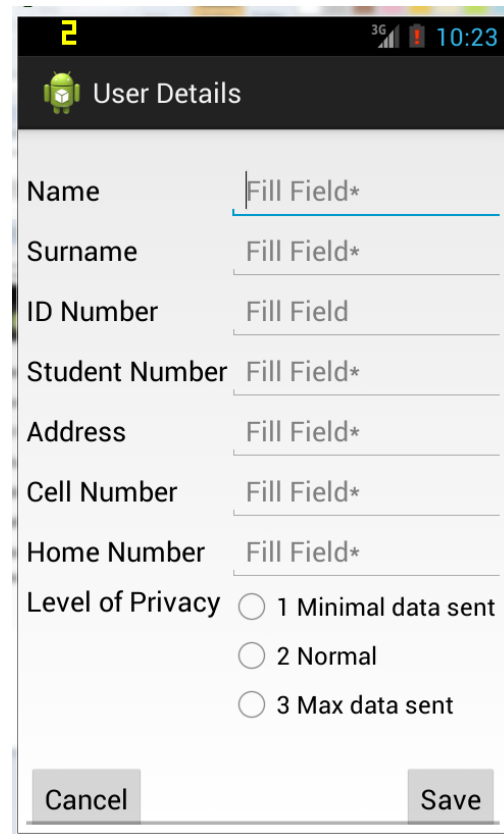 2 3G 10:23
User Details
Name Fill Field*
Surname Fill Field*
ID Number Fill Field
Student Number Fill Field*
Address Fill Field*
Cell Number Fill Field*
Home Number Fill Field*
Level of Privacy 1 Minimal data sent
2 Normal
3 Max data sent
Cancel Save